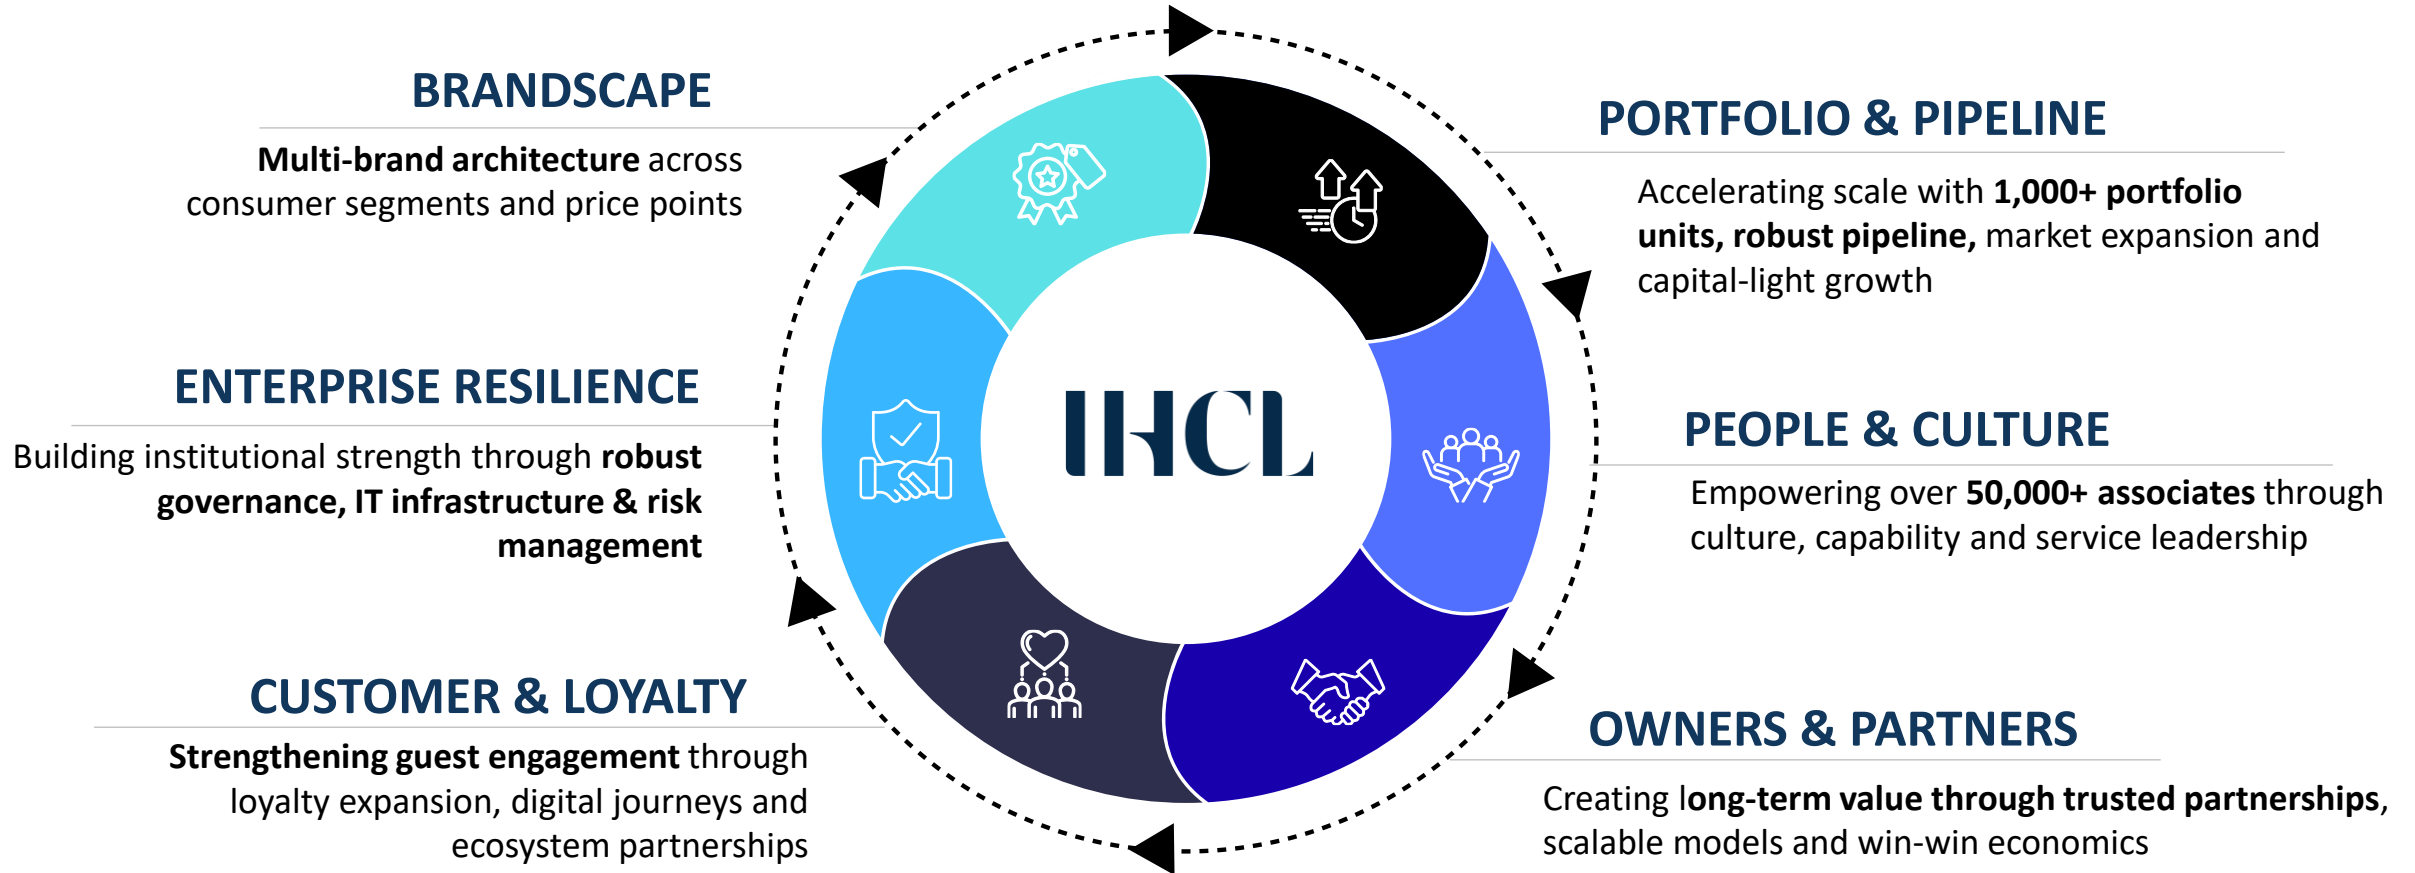 BRANDSCAPE
Multi-brand architecture across
consumer segments and price points
ENTERPRISE RESILIENCE
Building institutional strength through robust
governance, IT infrastructure & risk
management
CUSTOMER & LOYALTY
Strengthening guest engagement through
loyalty expansion, digital journeys and
ecosystem partnerships
IHCL
PORTFOLIO & PIPELINE
Accelerating scale with 1,000+ portfolio
units, robust pipeline, market expansion and
capital-light growth
PEOPLE & CULTURE
Empowering over 50,000+ associates through
culture, capability and service leadership
OWNERS & PARTNERS
Creating long-term value through trusted partnerships,
scalable models and win-win economics